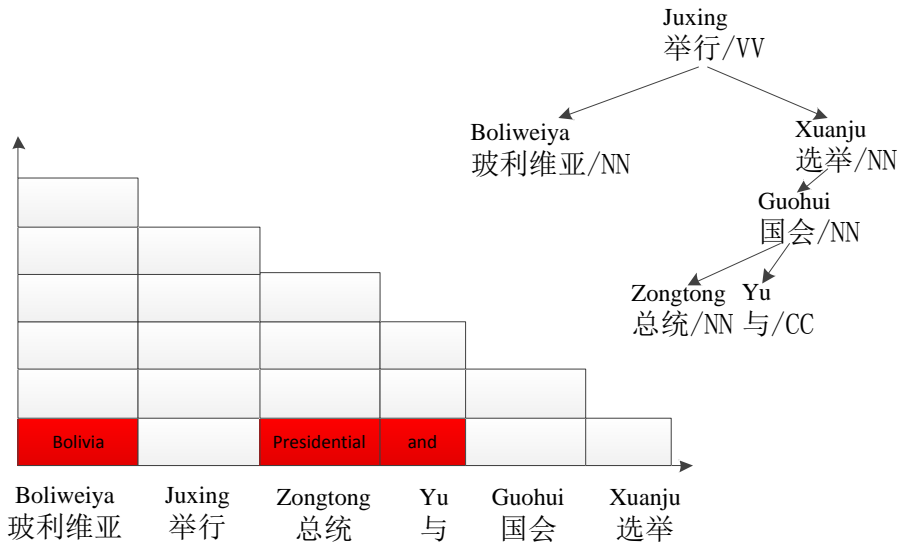 Juxing
举行/VV
Boliweiya
玻利维亚/NN
Xuanju
选举/NN
Guohui
国会/NN
Zongtong
总统/NN
Yu
与/CC
Bolivia
Presidential
and
Boliweiya
Juxing
Zongtong
Yu
Guohui
Xuanju
玻利维亚
举行
总统
与
国会
选举